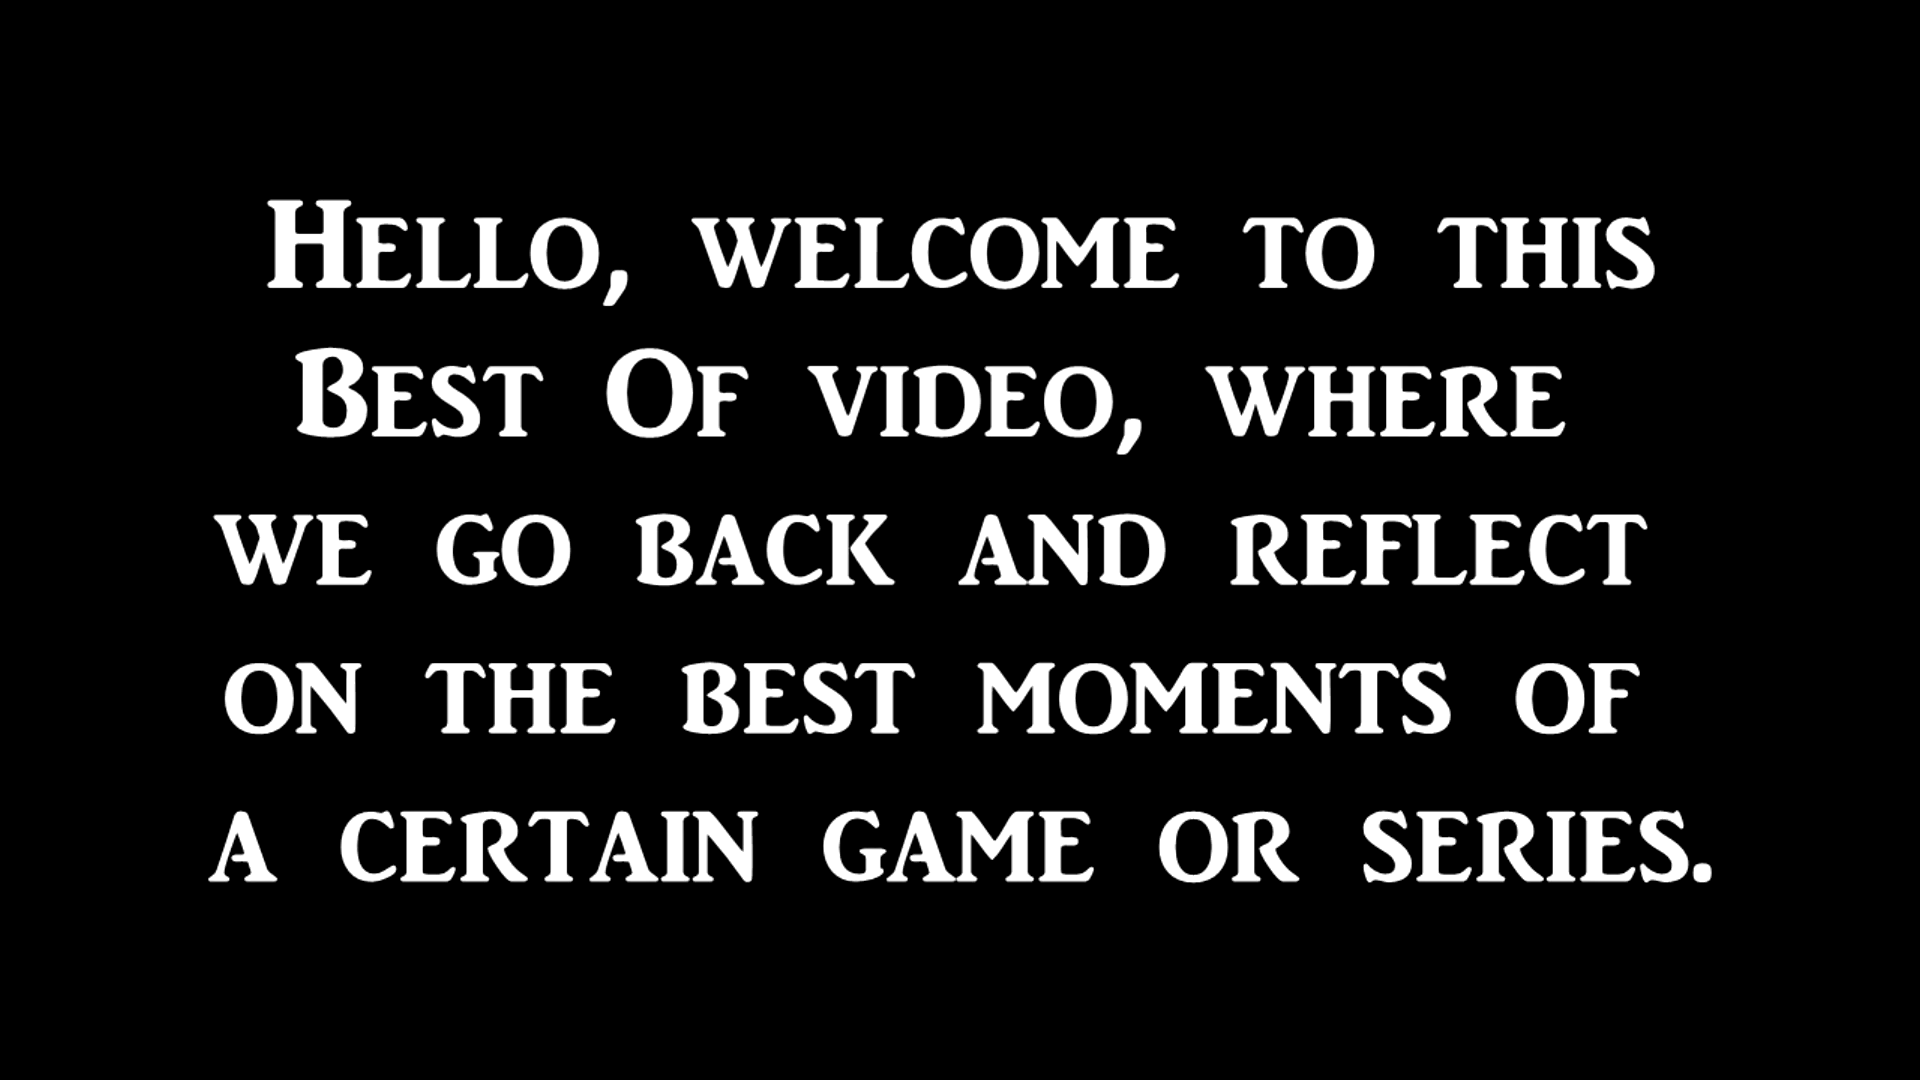 Hello, welcome to this
Best Of video, where
we go back and reflect
on the best moments of
a certain game or series.